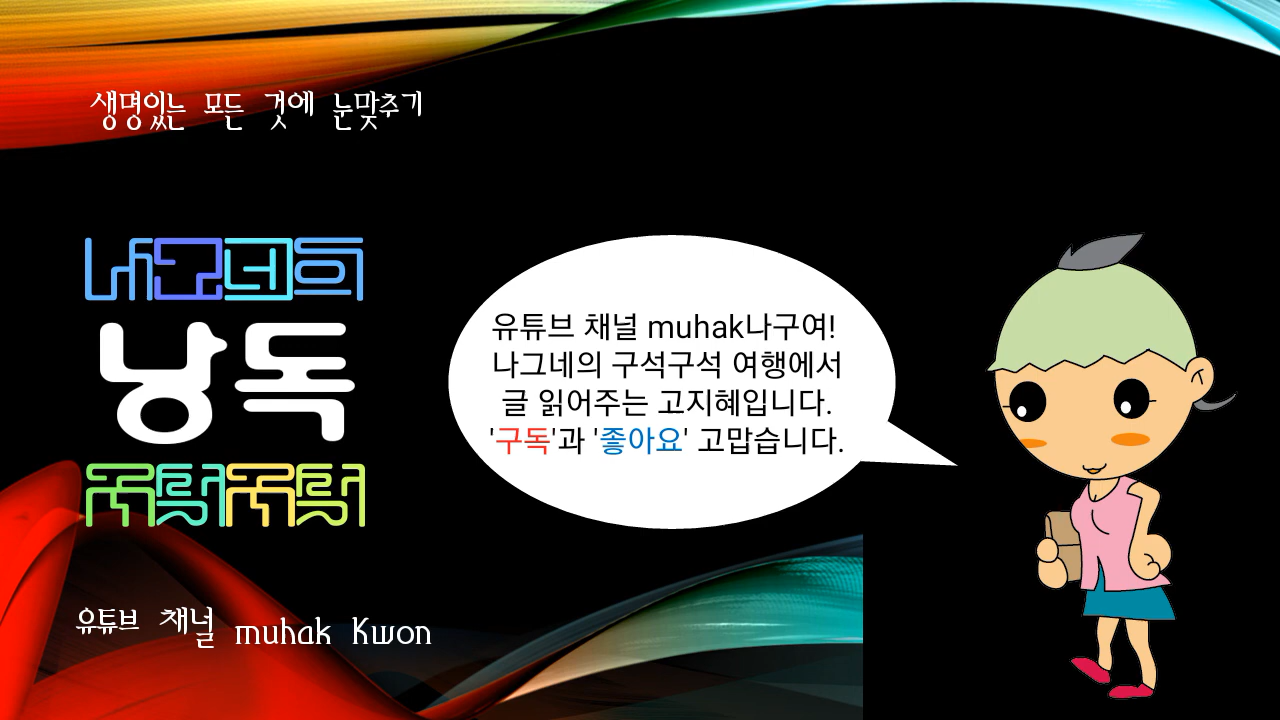 생명있는 모든 것에 눈맞추기
나그네의
낭독
구석구석
유튜브 채널 muhak나구여!
나그네의 구석구석 여행에서
글 읽어주는 고지혜입니다.
'구독'과 '좋아요' 고맙습니다.
유튜브 채널 muhak Kwon